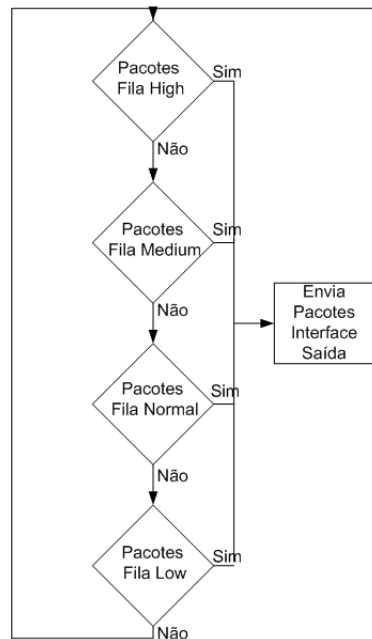 Pacotes
Fila High
Sim
Não
Pacotes
Fila Medium
Sim
Não
Envia
Pacotes
Interface
Saída
Pacotes
Fila Normal
Sim
Não
Pacotes
Fila Low
Sim
Não